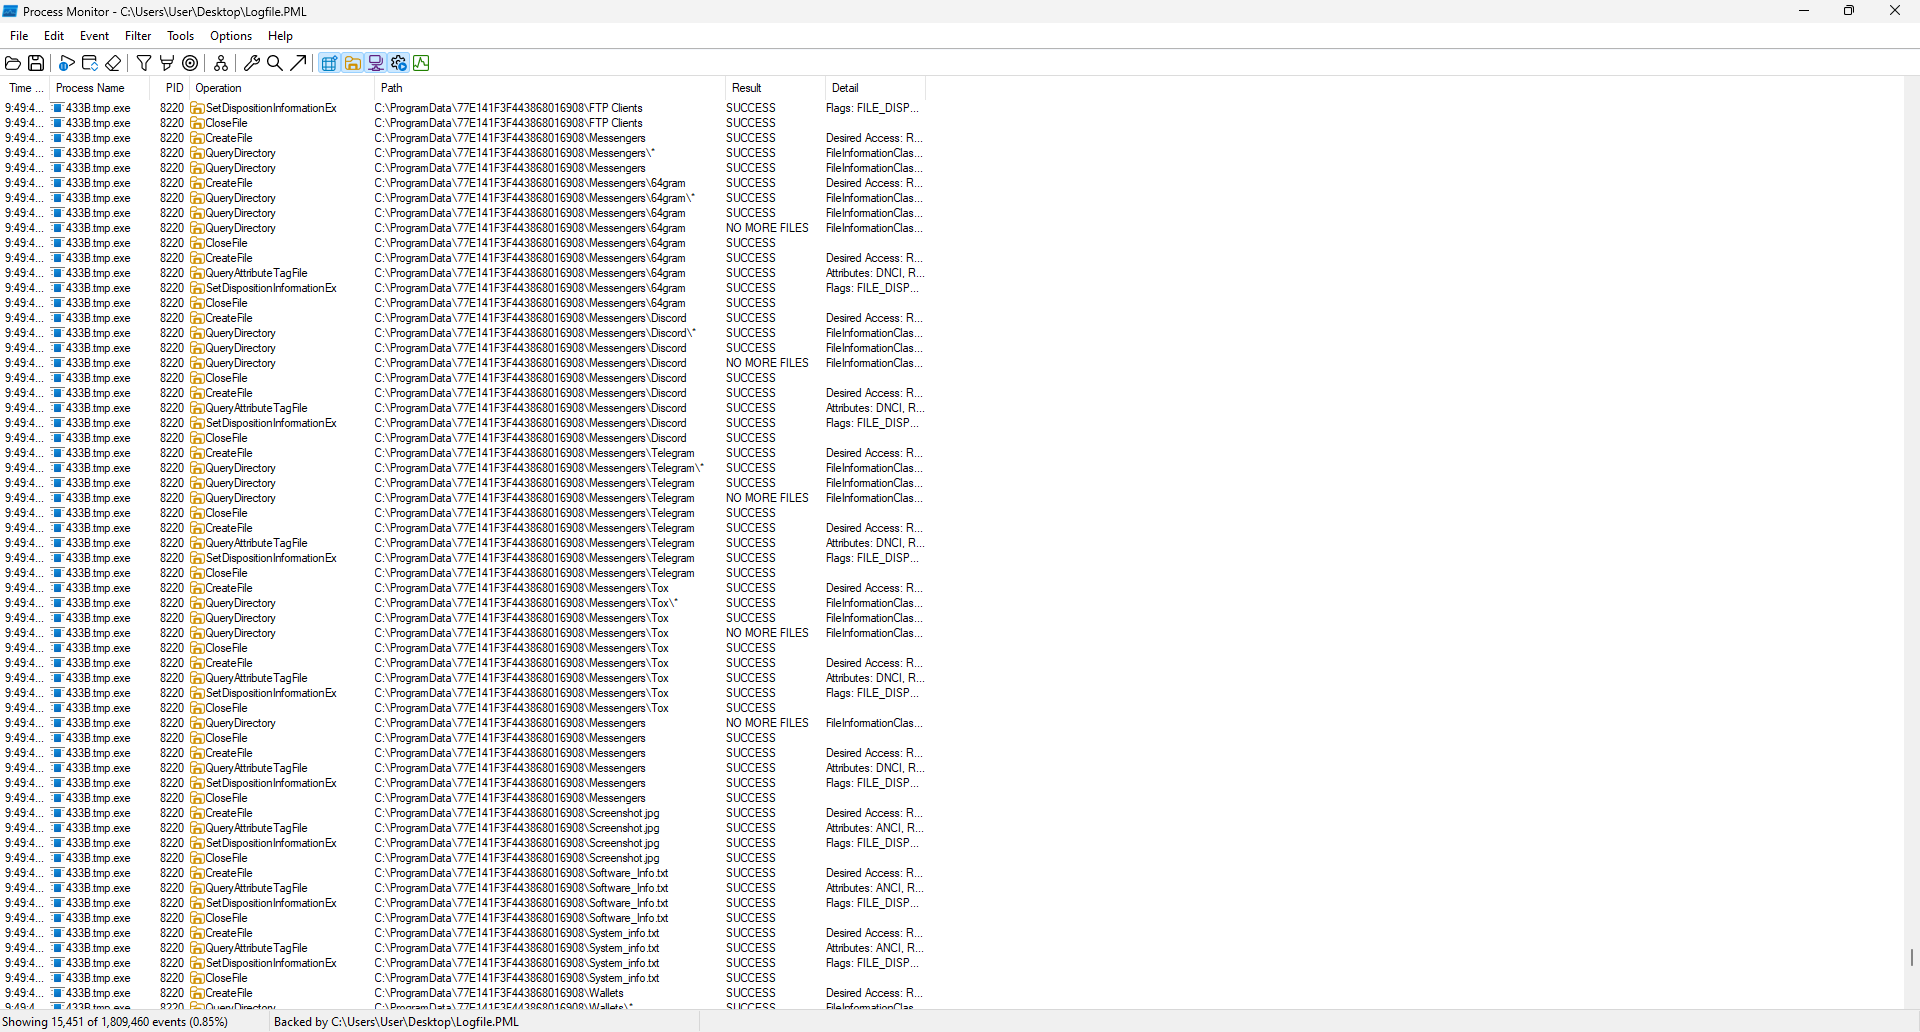 Process Monitor - C:\Users\User\Desktop\Logfile.PML
File Edit Event Filter Tools Options Help
Time ... Process Name PID Operation Path Result Detail
9:49:4... 433B.tmp.exe 8220 SetDispositionInformationEx C:\ProgramData\77E141F3F443868016908\FTP Clients SUCCESS Flags: FILE_DISP...
9:49:4... 433B.tmp.exe 8220 CloseFile C:\ProgramData\77E141F3F443868016908\FTP Clients SUCCESS
9:49:4... 433B.tmp.exe 8220 CreateFile C:\ProgramData\77E141F3F443868016908\Messengers SUCCESS Desired Access: R...
9:49:4... 433B.tmp.exe 8220 QueryDirectory C:\ProgramData\77E141F3F443868016908\Messengers\* SUCCESS FileInformationClas...
9:49:4... 433B.tmp.exe 8220 QueryDirectory C:\ProgramData\77E141F3F443868016908\Messengers SUCCESS FileInformationClas...
9:49:4... 433B.tmp.exe 8220 CreateFile C:\ProgramData\77E141F3F443868016908\Messengers\64gram SUCCESS Desired Access: R...
9:49:4... 433B.tmp.exe 8220 QueryDirectory C:\ProgramData\77E141F3F443868016908\Messengers\64gram\* SUCCESS FileInformationClas...
9:49:4... 433B.tmp.exe 8220 QueryDirectory C:\ProgramData\77E141F3F443868016908\Messengers\64gram SUCCESS FileInformationClas...
9:49:4... 433B.tmp.exe 8220 QueryDirectory C:\ProgramData\77E141F3F443868016908\Messengers\64gram NO MORE FILES FileInformationClas...
9:49:4... 433B.tmp.exe 8220 CloseFile C:\ProgramData\77E141F3F443868016908\Messengers\64gram SUCCESS
9:49:4... 433B.tmp.exe 8220 CreateFile C:\ProgramData\77E141F3F443868016908\Messengers\64gram SUCCESS Desired Access: R...
9:49:4... 433B.tmp.exe 8220 QueryAttributeTagFile C:\ProgramData\77E141F3F443868016908\Messengers\64gram SUCCESS Attributes: DNCI, R...
9:49:4... 433B.tmp.exe 8220 SetDispositionInformationEx C:\ProgramData\77E141F3F443868016908\Messengers\64gram SUCCESS Flags: FILE_DISP...
9:49:4... 433B.tmp.exe 8220 CloseFile C:\ProgramData\77E141F3F443868016908\Messengers\64gram SUCCESS
9:49:4... 433B.tmp.exe 8220 CreateFile C:\ProgramData\77E141F3F443868016908\Messengers\Discord SUCCESS Desired Access: R...
9:49:4... 433B.tmp.exe 8220 QueryDirectory C:\ProgramData\77E141F3F443868016908\Messengers\Discord\* SUCCESS FileInformationClas...
9:49:4... 433B.tmp.exe 8220 QueryDirectory C:\ProgramData\77E141F3F443868016908\Messengers\Discord SUCCESS FileInformationClas...
9:49:4... 433B.tmp.exe 8220 QueryDirectory C:\ProgramData\77E141F3F443868016908\Messengers\Discord NO MORE FILES FileInformationClas...
9:49:4... 433B.tmp.exe 8220 CloseFile C:\ProgramData\77E141F3F443868016908\Messengers\Discord SUCCESS
9:49:4... 433B.tmp.exe 8220 CreateFile C:\ProgramData\77E141F3F443868016908\Messengers\Discord SUCCESS Desired Access: R...
9:49:4... 433B.tmp.exe 8220 QueryAttributeTagFile C:\ProgramData\77E141F3F443868016908\Messengers\Discord SUCCESS Attributes: DNCI, R...
9:49:4... 433B.tmp.exe 8220 SetDispositionInformationEx C:\ProgramData\77E141F3F443868016908\Messengers\Discord SUCCESS Flags: FILE_DISP...
9:49:4... 433B.tmp.exe 8220 CloseFile C:\ProgramData\77E141F3F443868016908\Messengers\Discord SUCCESS
9:49:4... 433B.tmp.exe 8220 CreateFile C:\ProgramData\77E141F3F443868016908\Messengers\Telegram SUCCESS Desired Access: R...
9:49:4... 433B.tmp.exe 8220 QueryDirectory C:\ProgramData\77E141F3F443868016908\Messengers\Telegram\* SUCCESS FileInformationClas...
9:49:4... 433B.tmp.exe 8220 QueryDirectory C:\ProgramData\77E141F3F443868016908\Messengers\Telegram SUCCESS FileInformationClas...
9:49:4... 433B.tmp.exe 8220 QueryDirectory C:\ProgramData\77E141F3F443868016908\Messengers\Telegram NO MORE FILES FileInformationClas...
9:49:4... 433B.tmp.exe 8220 CloseFile C:\ProgramData\77E141F3F443868016908\Messengers\Telegram SUCCESS
9:49:4... 433B.tmp.exe 8220 CreateFile C:\ProgramData\77E141F3F443868016908\Messengers\Telegram SUCCESS Desired Access: R...
9:49:4... 433B.tmp.exe 8220 QueryAttributeTagFile C:\ProgramData\77E141F3F443868016908\Messengers\Telegram SUCCESS Attributes: DNCI, R...
9:49:4... 433B.tmp.exe 8220 SetDispositionInformationEx C:\ProgramData\77E141F3F443868016908\Messengers\Telegram SUCCESS Flags: FILE_DISP...
9:49:4... 433B.tmp.exe 8220 CloseFile C:\ProgramData\77E141F3F443868016908\Messengers\Telegram SUCCESS
9:49:4... 433B.tmp.exe 8220 CreateFile C:\ProgramData\77E141F3F443868016908\Messengers\Tox SUCCESS Desired Access: R...
9:49:4... 433B.tmp.exe 8220 QueryDirectory C:\ProgramData\77E141F3F443868016908\Messengers\Tox\* SUCCESS FileInformationClas...
9:49:4... 433B.tmp.exe 8220 QueryDirectory C:\ProgramData\77E141F3F443868016908\Messengers\Tox SUCCESS FileInformationClas...
9:49:4... 433B.tmp.exe 8220 QueryDirectory C:\ProgramData\77E141F3F443868016908\Messengers\Tox NO MORE FILES FileInformationClas...
9:49:4... 433B.tmp.exe 8220 CloseFile C:\ProgramData\77E141F3F443868016908\Messengers\Tox SUCCESS
9:49:4... 433B.tmp.exe 8220 CreateFile C:\ProgramData\77E141F3F443868016908\Messengers\Tox SUCCESS Desired Access: R...
9:49:4... 433B.tmp.exe 8220 QueryAttributeTagFile C:\ProgramData\77E141F3F443868016908\Messengers\Tox SUCCESS Attributes: DNCI, R...
9:49:4... 433B.tmp.exe 8220 SetDispositionInformationEx C:\ProgramData\77E141F3F443868016908\Messengers\Tox SUCCESS Flags: FILE_DISP...
9:49:4... 433B.tmp.exe 8220 CloseFile C:\ProgramData\77E141F3F443868016908\Messengers\Tox SUCCESS
9:49:4... 433B.tmp.exe 8220 QueryDirectory C:\ProgramData\77E141F3F443868016908\Messengers NO MORE FILES FileInformationClas...
9:49:4... 433B.tmp.exe 8220 CloseFile C:\ProgramData\77E141F3F443868016908\Messengers SUCCESS
9:49:4... 433B.tmp.exe 8220 CreateFile C:\ProgramData\77E141F3F443868016908\Messengers SUCCESS Desired Access: R...
9:49:4... 433B.tmp.exe 8220 QueryAttributeTagFile C:\ProgramData\77E141F3F443868016908\Messengers SUCCESS Attributes: DNCI, R...
9:49:4... 433B.tmp.exe 8220 SetDispositionInformationEx C:\ProgramData\77E141F3F443868016908\Messengers SUCCESS Flags: FILE_DISP...
9:49:4... 433B.tmp.exe 8220 CloseFile C:\ProgramData\77E141F3F443868016908\Messengers SUCCESS
9:49:4... 433B.tmp.exe 8220 CreateFile C:\ProgramData\77E141F3F443868016908\Screenshot.jpg SUCCESS Desired Access: R...
9:49:4... 433B.tmp.exe 8220 QueryAttributeTagFile C:\ProgramData\77E141F3F443868016908\Screenshot.jpg SUCCESS Attributes: ANCI, R...
9:49:4... 433B.tmp.exe 8220 SetDispositionInformationEx C:\ProgramData\77E141F3F443868016908\Screenshot.jpg SUCCESS Flags: FILE_DISP...
9:49:4... 433B.tmp.exe 8220 CloseFile C:\ProgramData\77E141F3F443868016908\Screenshot.jpg SUCCESS
9:49:4... 433B.tmp.exe 8220 CreateFile C:\ProgramData\77E141F3F443868016908\Software_Info.txt SUCCESS Desired Access: R...
9:49:4... 433B.tmp.exe 8220 QueryAttributeTagFile C:\ProgramData\77E141F3F443868016908\Software_Info.txt SUCCESS Attributes: ANCI, R...
9:49:4... 433B.tmp.exe 8220 SetDispositionInformationEx C:\ProgramData\77E141F3F443868016908\Software_Info.txt SUCCESS Flags: FILE_DISP...
9:49:4... 433B.tmp.exe 8220 CloseFile C:\ProgramData\77E141F3F443868016908\Software_Info.txt SUCCESS
9:49:4... 433B.tmp.exe 8220 CreateFile C:\ProgramData\77E141F3F443868016908\System_info.txt SUCCESS Desired Access: R...
9:49:4... 433B.tmp.exe 8220 QueryAttributeTagFile C:\ProgramData\77E141F3F443868016908\System_info.txt SUCCESS Attributes: ANCI, R...
9:49:4... 433B.tmp.exe 8220 SetDispositionInformationEx C:\ProgramData\77E141F3F443868016908\System_info.txt SUCCESS Flags: FILE_DISP...
9:49:4... 433B.tmp.exe 8220 CloseFile C:\ProgramData\77E141F3F443868016908\System_info.txt SUCCESS
9:49:4... 433B.tmp.exe 8220 CreateFile C:\ProgramData\77E141F3F443868016908\Wallets SUCCESS Desired Access: R...
9:49:4... 433B.tmp.exe 8220 QueryDirectory C:\ProgramData\77E141F3F443868016908\Wallets\* SUCCESS FileInformationClas...
Showing 15,451 of 1,809,460 events (0.85%) Backed by C:\Users\User\Desktop\Logfile.PML